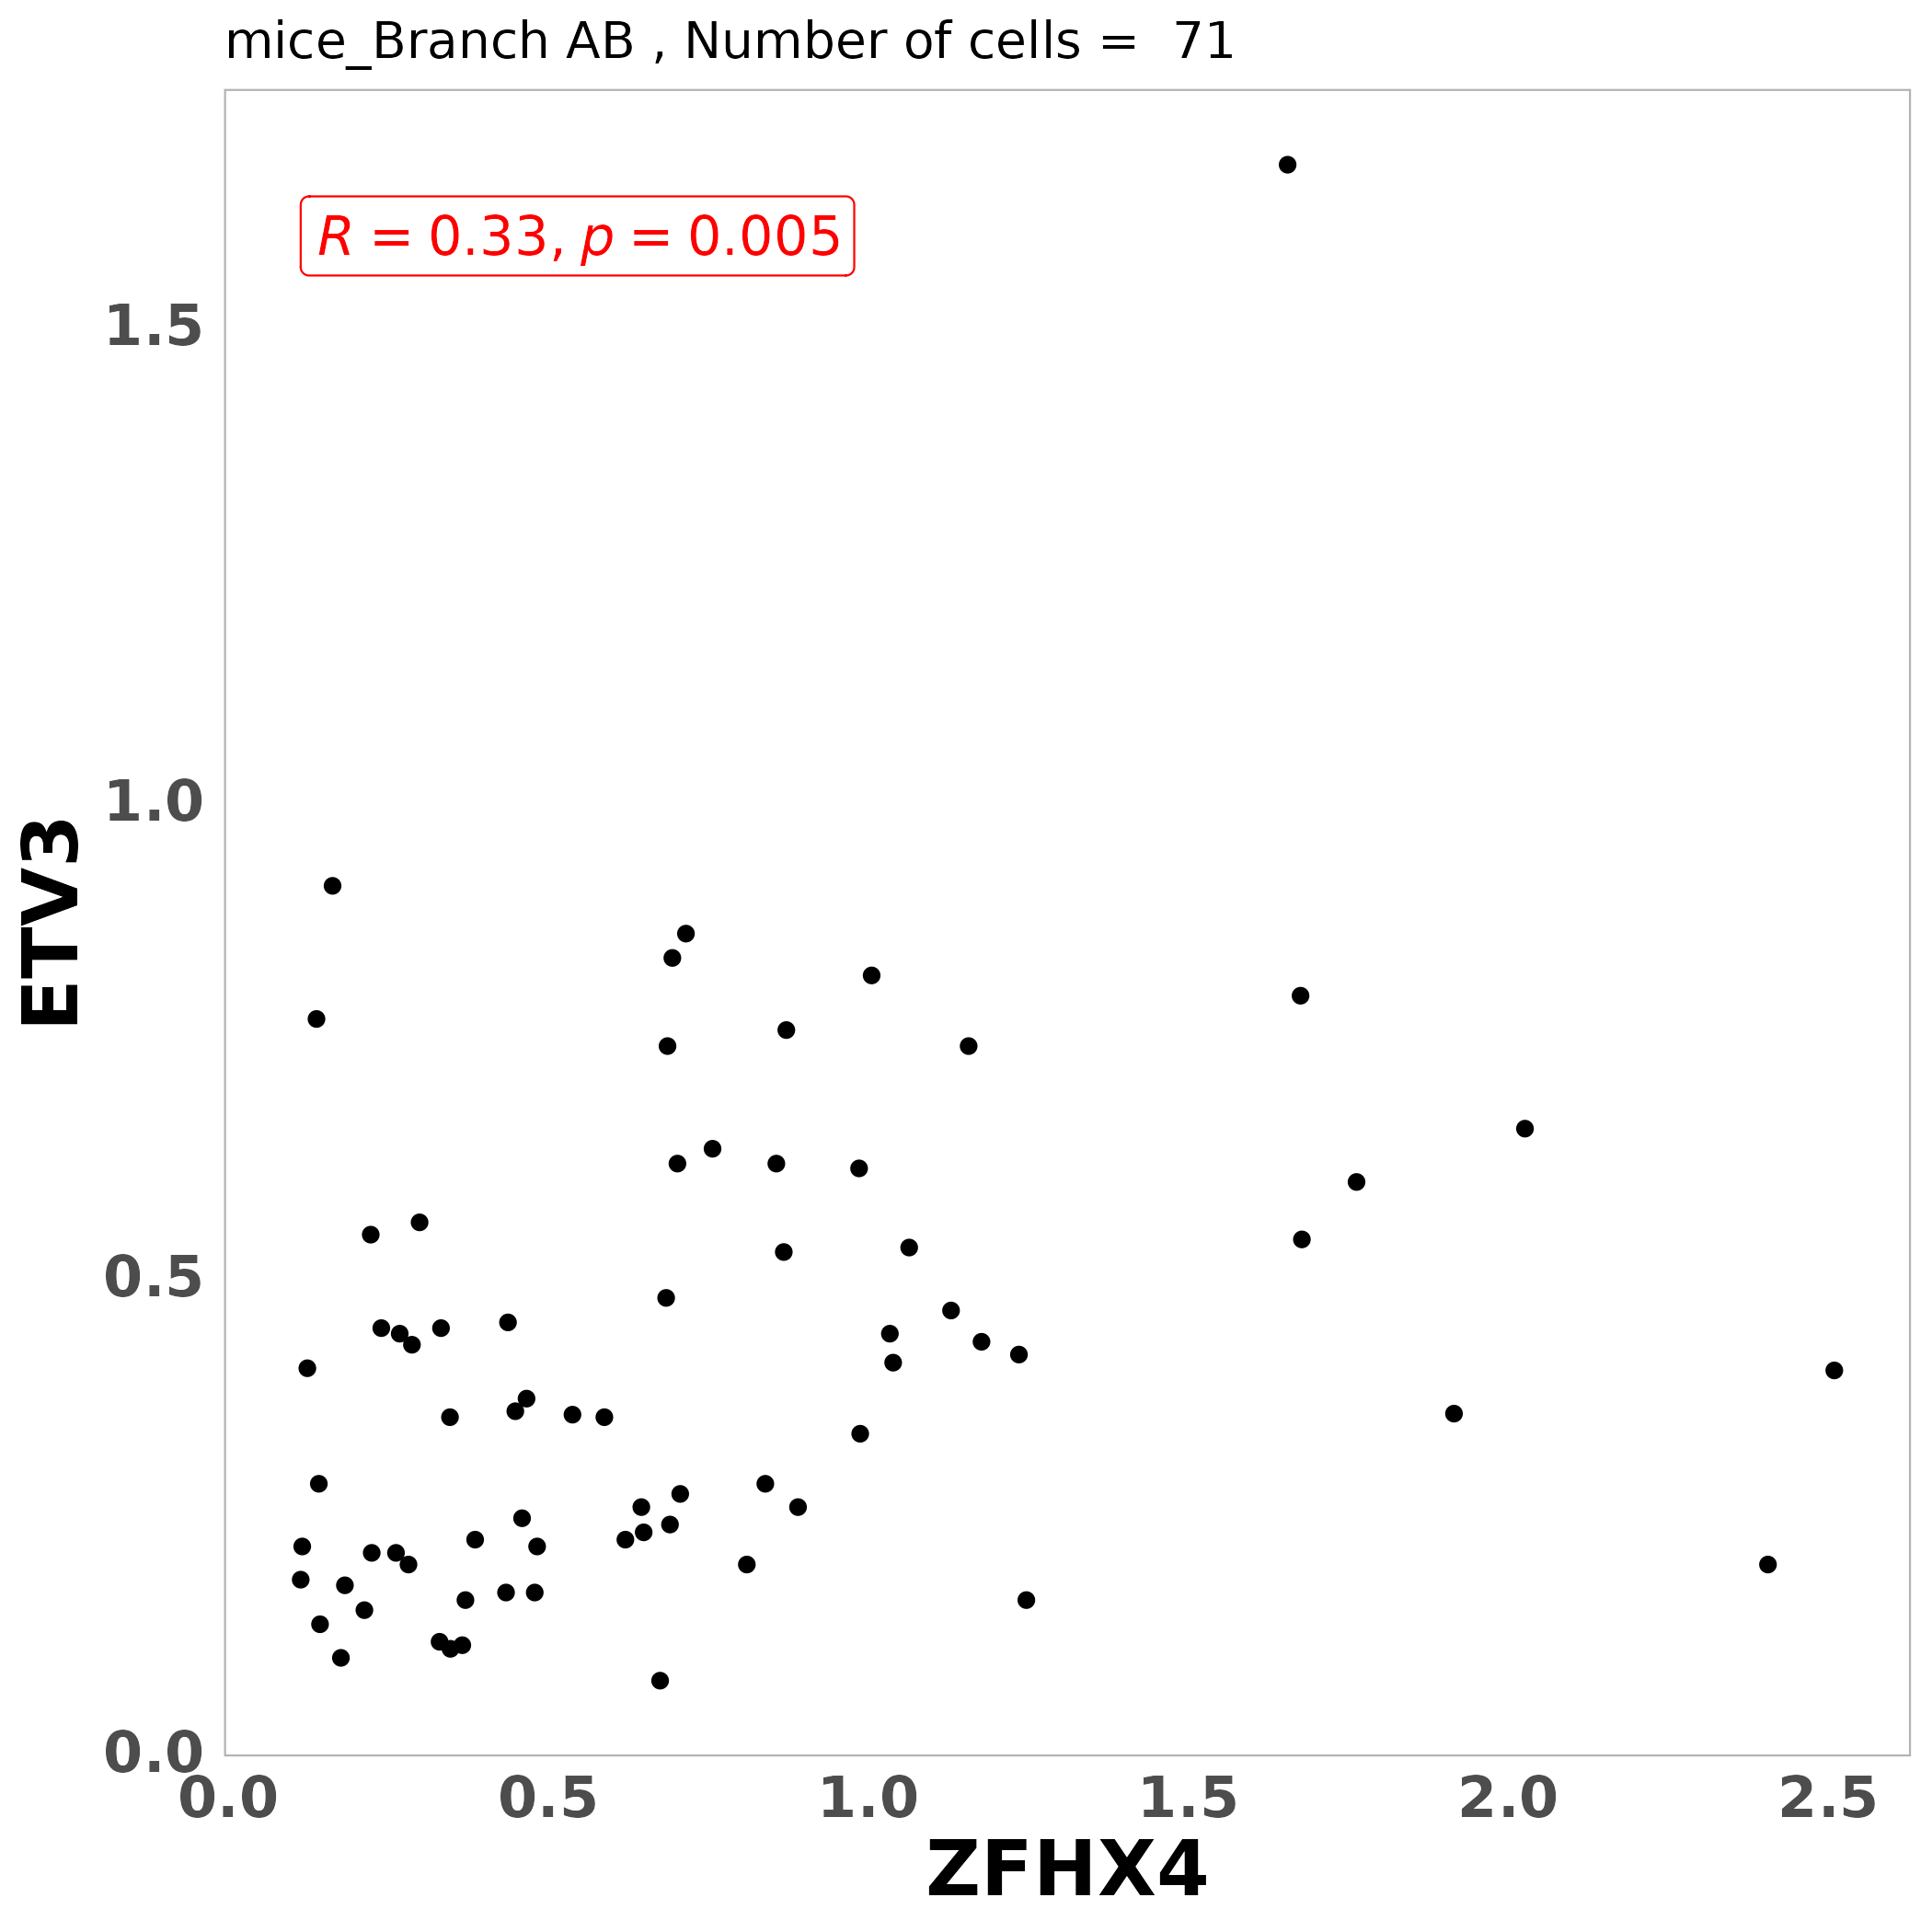 mice_Branch AB , Number of cells =  71
R = 0.33, p = 0.005
1.5
1.0
0.5
0.0
ETV3
0.0 0.5 1.0 1.5 2.0 2.5
ZFHX4